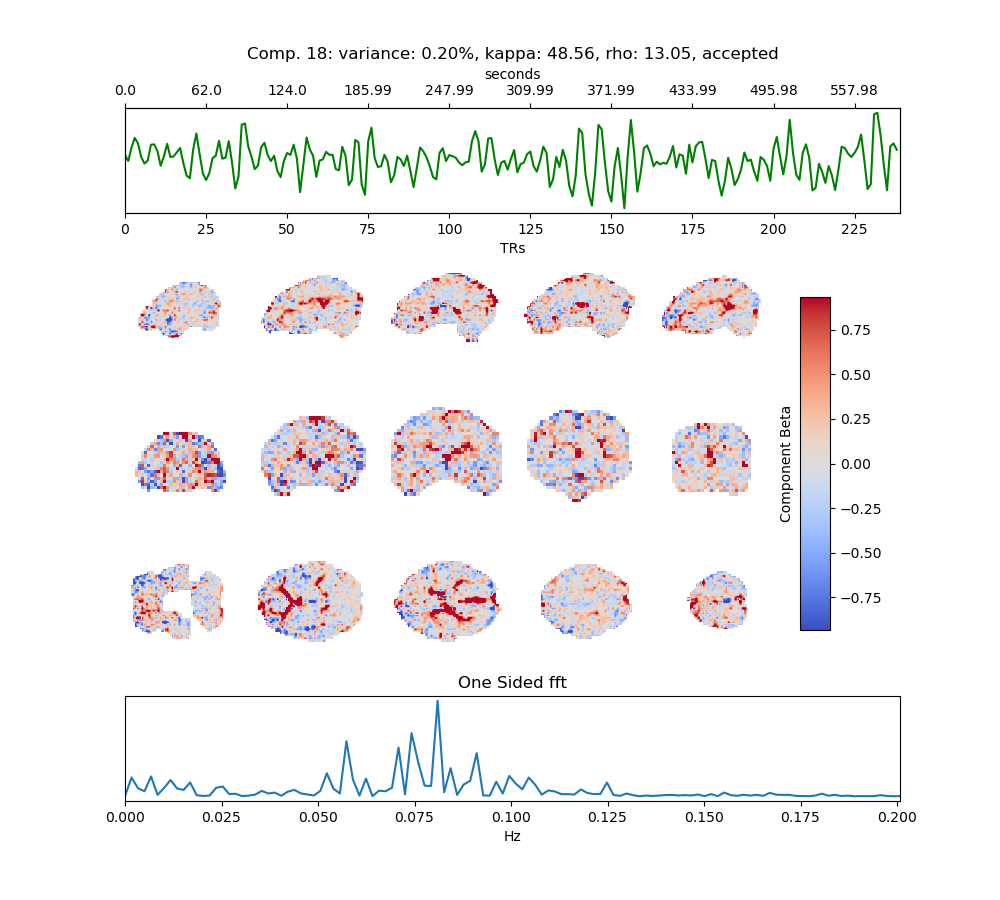 Comp. 18: variance: 0.20%, kappa: 48.56, rho: 13.05, accepted
seconds
0.0 62.0 124.0 185.99 247.99 309.99 371.99 433.99 495.98 557.98
0 25 50 75 100 125 150 175 200 225
TRs
0.75
0.50
0.25
0.00
−0.25
−0.50
−0.75
Component Beta
One Sided fft
0.000 0.025 0.050 0.075 0.100 0.125 0.150 0.175 0.200
Hz